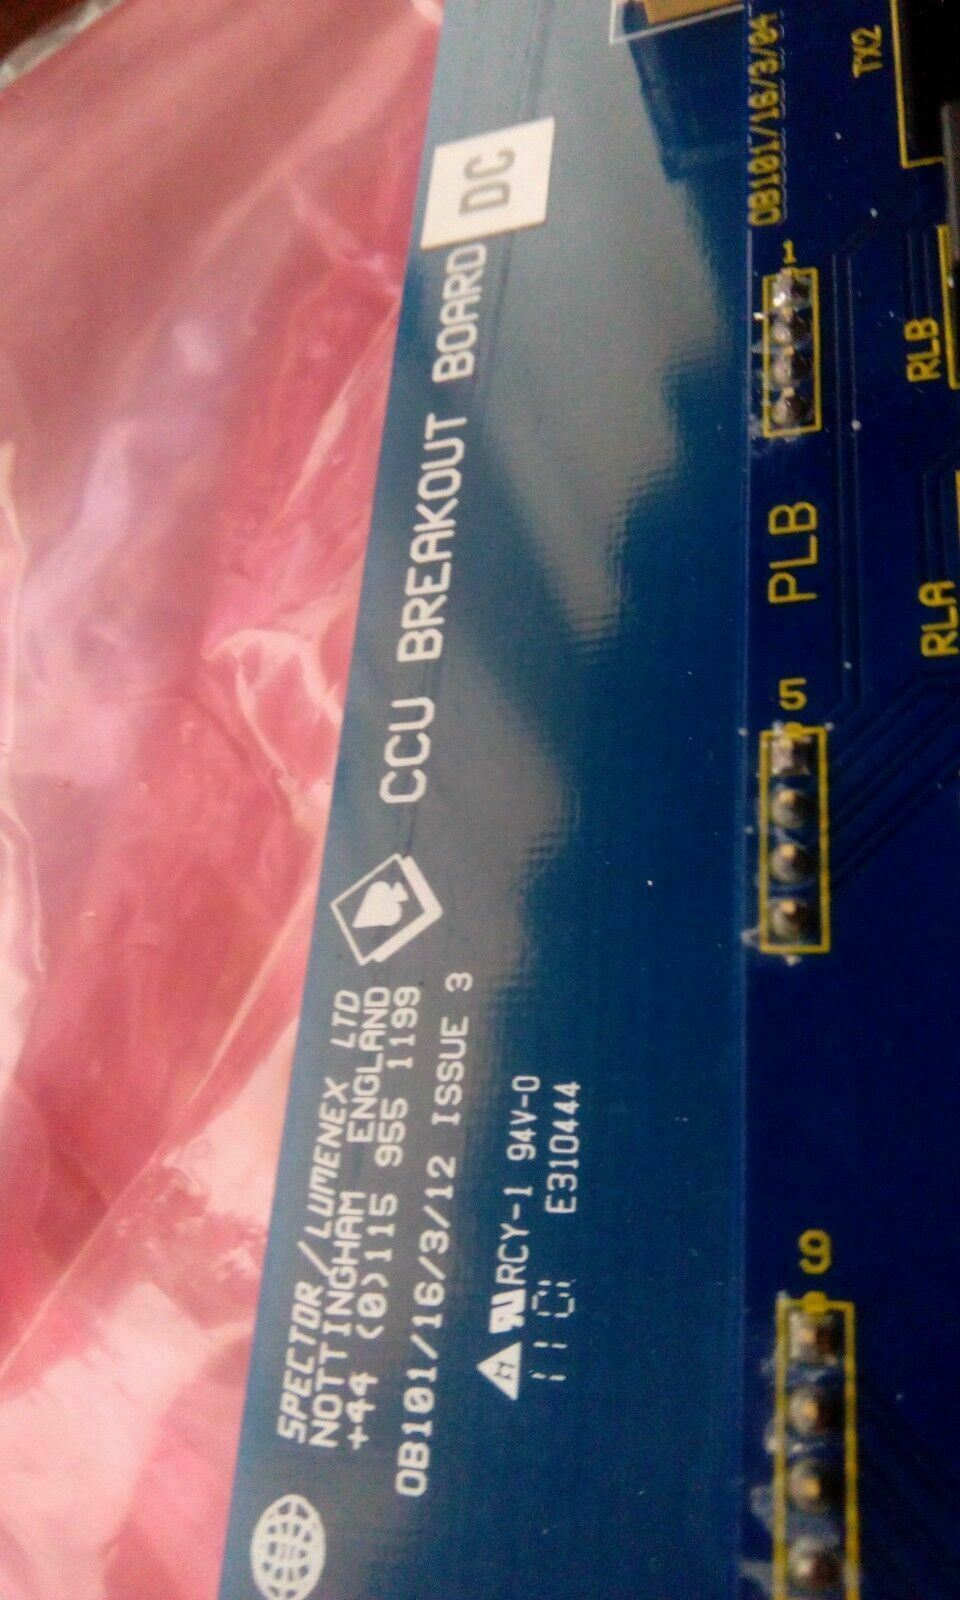 SPECTOR/LUMENEX LTD
NOTTINGHAM ENGLAND
+44 (0)115 955 1199
OB101/16/3/12 ISSUE 3
CCU BREAKOUT BOARD
DC
RCY-1 94V-0
E310444
OB101/16/3/04
TX2
1
PLB
5
9
RLB
RLA